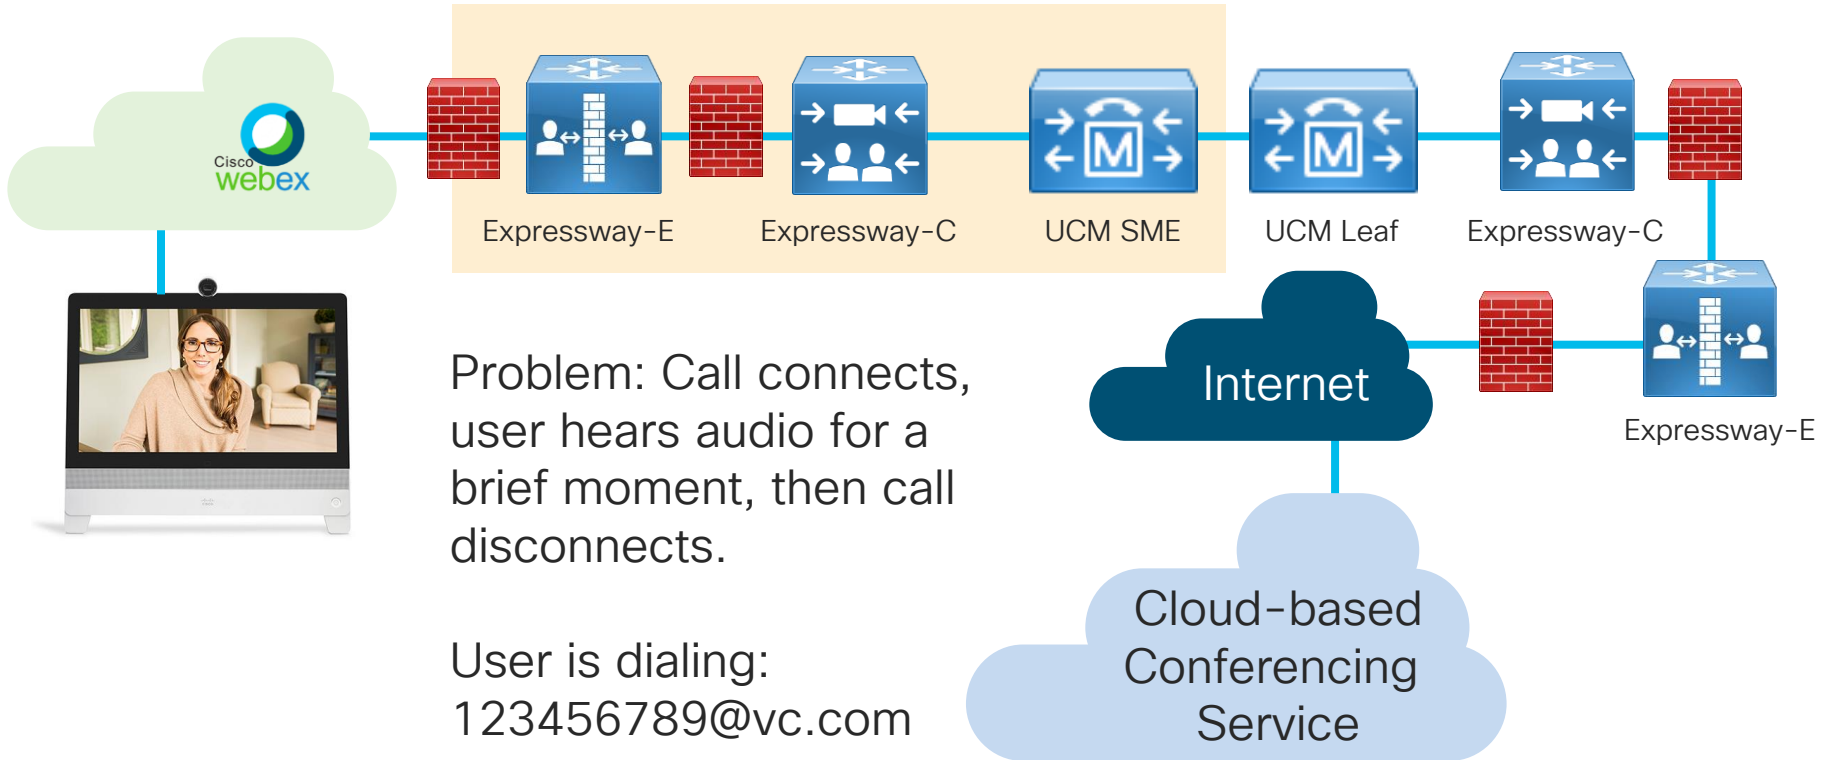 Cisco
webex
Expressway-E
Expressway-C
UCM SME
UCM Leaf
Expressway-C
M
M
Problem: Call connects,
user hears audio for a
brief moment, then call
disconnects.
User is dialing:
123456789@vc.com
Internet
Expressway-E
Cloud-based
Conferencing
Service